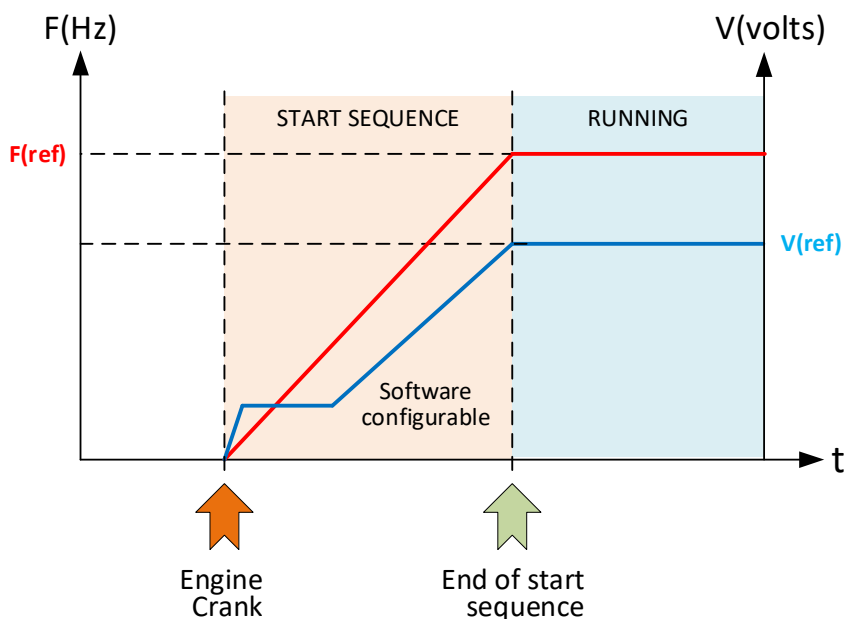 F(Hz)
V(volts)
START SEQUENCE
RUNNING
F(ref)
V(ref)
Software
configurable
t
Engine
Crank
End of start
sequence